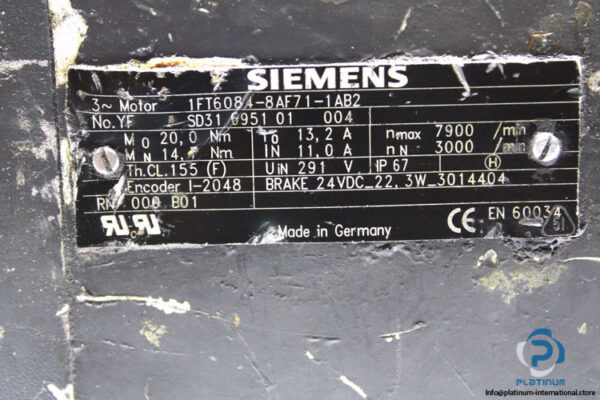 SIEMENS
3~ Motor 1FT6084-8AF71-1AB2
No.YF SD31 6951 01 004
M0 20,0 Nm I0 13,2 A nmax 7900 /min
MN 14, Nm IN 11,0 A nN 3000 /min
Th.CL.155 (F) UIN 291 V IP 67 H
Encoder I-2048 BRAKE 24VDC 22,3W 3014404
RN 000 B01
EN 60034
Made in Germany
PLATINUM
Info@platinum-international.store